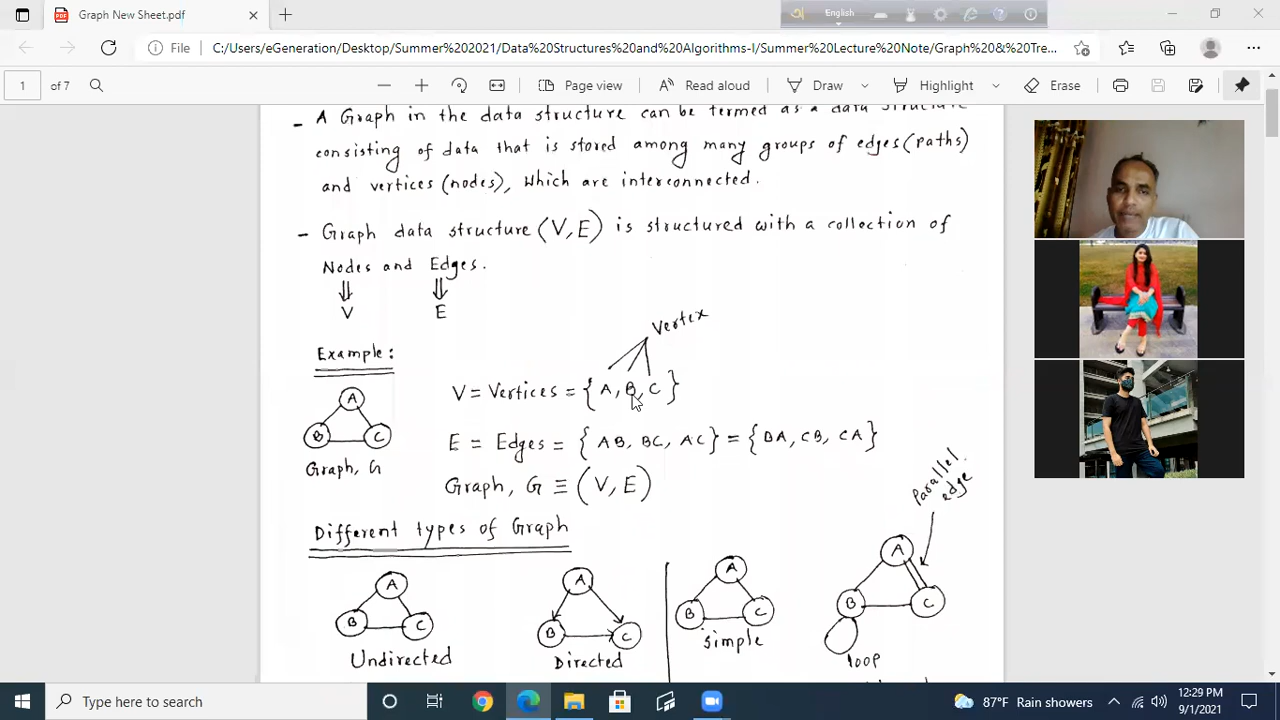 Graph New Sheet.pdf
English
File
C:/Users/eGeneration/Desktop/Summer%202021/Data%20Structures%20and%20Algorithms-I/Summer%20Lecture%20Note/Graph%20&%20Tre...
1 of 7
Page view
Read aloud
Draw
Highlight
Erase
- A Graph in the data structure can be termed as a data structure
consisting of data that is stored among many groups of edges(paths)
and vertices (nodes), which are interconnected.
- Graph data structure (V, E) is structured with a collection of
Nodes and Edges.
⇓ ⇓
V E
Vertex
Example:
A
B C
Graph, G
V = Vertices = { A, B, C }
E = Edges = { AB, BC, AC } = { BA, CB, CA }
Graph, G ≡ (V, E)
Parallel
edge
Different types of Graph
A
B C
Undirected
A
B C
Directed
A
B C
simple
A
B C
loop
Type here to search
87°F Rain showers
12:29 PM
9/1/2021